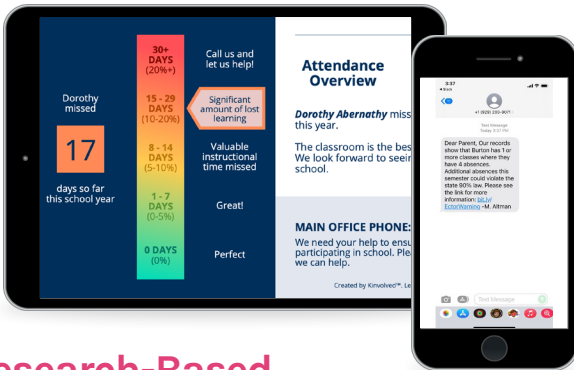 Dorothy
missed
17
days so far
this school year
30+
DAYS
(20%+)
Call us and
let us help!
15 - 29
DAYS
(10-20%)
Significant
amount of lost
learning
8 - 14
DAYS
(5-10%)
Valuable
instructional
time missed
1 - 7
DAYS
(0-5%)
Great!
0 DAYS
(0%)
Perfect
Attendance
Overview
Dorothy Abernathy miss
this year.
The classroom is the bes
We look forward to seein
school.
MAIN OFFICE PHONE:
We need your help to ensu
participating in school. Plea
we can help.
Created by Kinvolved™. Le
3:37
Text Message
Today 3:37 PM
Dear Parent, Our records
show that Burton has 1 or
more classes where they
have 4 absences.
Additional absences this
semester could violate the
state 90% law. Please see
the link for more
information: bit.ly/
EctorWarning -M. Altman
Text Message
esearch-Based